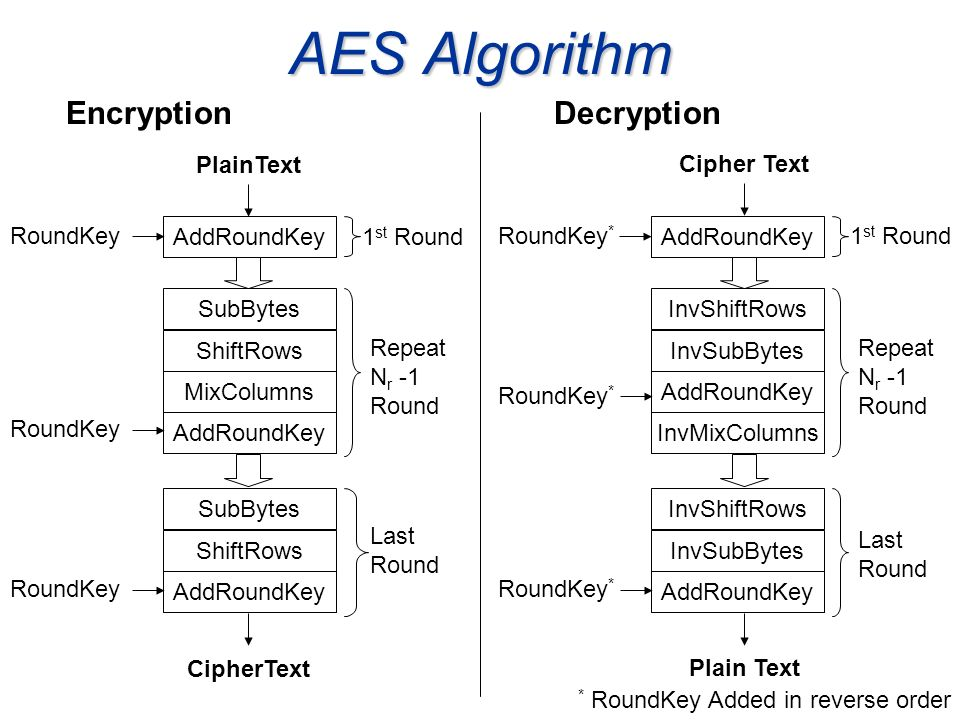 AES Algorithm
Encryption
PlainText
RoundKey
AddRoundKey
1st Round
SubBytes
ShiftRows
MixColumns
AddRoundKey
RoundKey
Repeat
Nr -1
Round
SubBytes
ShiftRows
AddRoundKey
RoundKey
Last
Round
CipherText
Decryption
Cipher Text
RoundKey*
AddRoundKey
1st Round
InvShiftRows
InvSubBytes
AddRoundKey
InvMixColumns
RoundKey*
Repeat
Nr -1
Round
InvShiftRows
InvSubBytes
AddRoundKey
RoundKey*
Last
Round
Plain Text
* RoundKey Added in reverse order